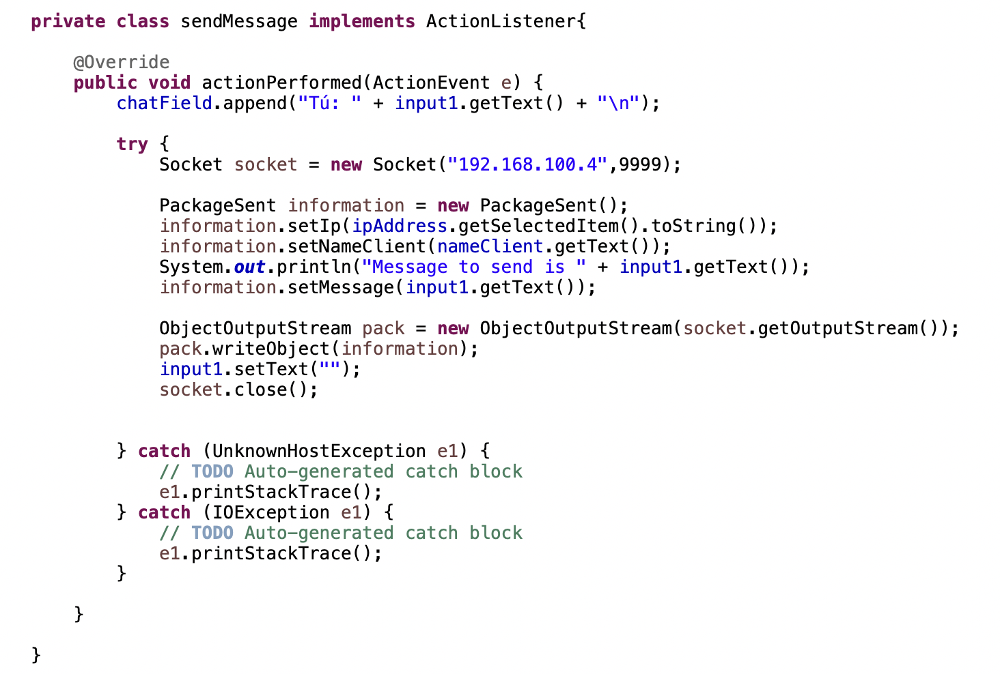 private class sendMessage implements ActionListener{
@Override
public void actionPerformed(ActionEvent e) {
chatField.append("Tú: " + input1.getText() + "\n");
try {
Socket socket = new Socket("192.168.100.4",9999);
PackageSent information = new PackageSent();
information.setIp(ipAddress.getSelectedItem().toString());
information.setNameClient(nameClient.getText());
System.out.println("Message to send is " + input1.getText());
information.setMessage(input1.getText());
ObjectOutputStream pack = new ObjectOutputStream(socket.getOutputStream());
pack.writeObject(information);
input1.setText("");
socket.close();
} catch (UnknownHostException e1) {
// TODO Auto-generated catch block
e1.printStackTrace();
} catch (IOException e1) {
// TODO Auto-generated catch block
e1.printStackTrace();
}
}
}